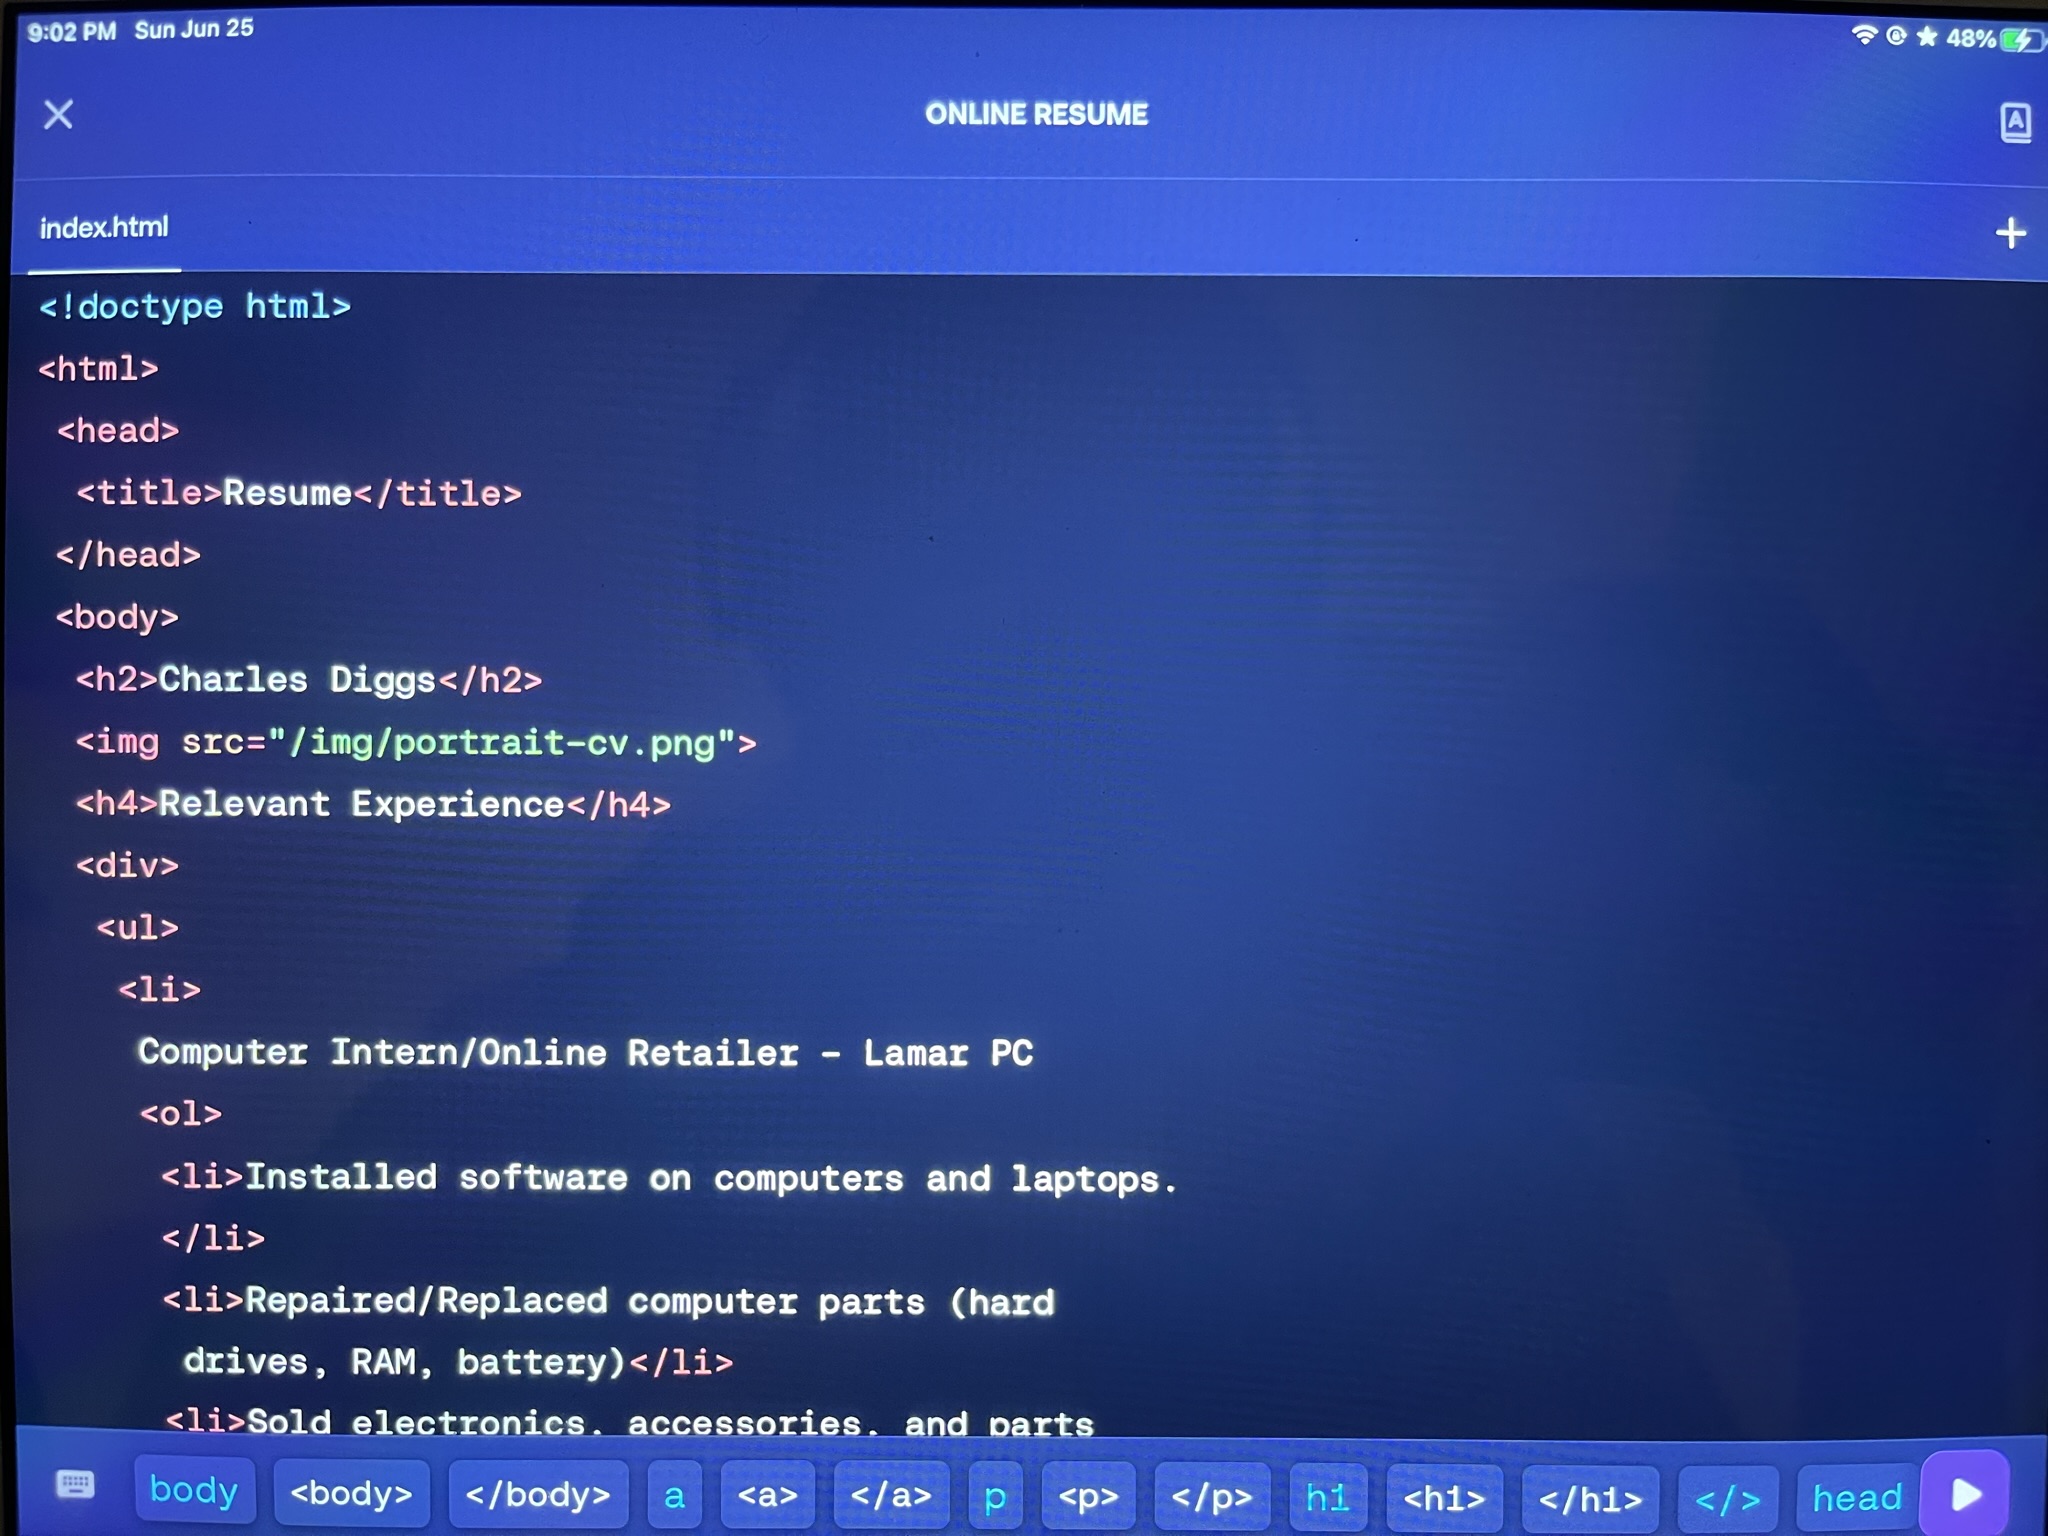 9:02 PM Sun Jun 25
48%
ONLINE RESUME
A
index.html
<!doctype html>
<html>
<head>
<title>Resume</title>
</head>
<body>
<h2>Charles Diggs</h2>
<img src="/img/portrait-cv.png">
<h4>Relevant Experience</h4>
<div>
<ul>
<li>
Computer Intern/Online Retailer - Lamar PC
<ol>
<li>Installed software on computers and laptops.
</li>
<li>Repaired/Replaced computer parts (hard
drives, RAM, battery)</li>
<li>Sold electronics, accessories, and parts
body <body> </body> a <a> </a> p <p> </p> h1 <h1> </h1> </> head